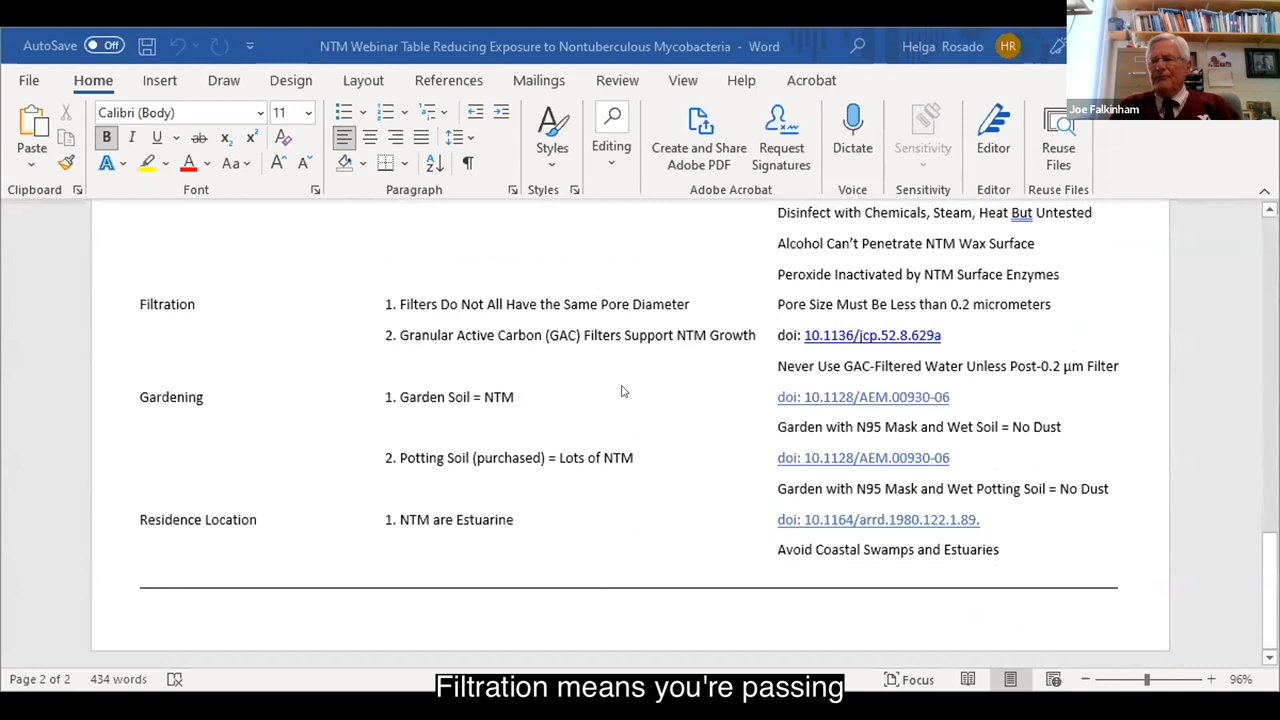 AutoSave Off NTM Webinar Table Reducing Exposure to Nontuberculous Mycobacteria - Word Helga Rosado HR
Joe Falkinham
File Home Insert Draw Design Layout References Mailings Review View Help Acrobat
Calibri (Body) 11
Paste Styles Editing Create and Share Adobe PDF Request Signatures Dictate Sensitivity Editor Reuse Files
Clipboard Font Paragraph Styles Adobe Acrobat Voice Sensitivity Editor Reuse Files
Disinfect with Chemicals, Steam, Heat But Untested
Alcohol Can't Penetrate NTM Wax Surface
Peroxide Inactivated by NTM Surface Enzymes
Filtration 1. Filters Do Not All Have the Same Pore Diameter Pore Size Must Be Less than 0.2 micrometers
2. Granular Active Carbon (GAC) Filters Support NTM Growth doi: 10.1136/jcp.52.8.629a
Never Use GAC-Filtered Water Unless Post-0.2 µm Filter
Gardening 1. Garden Soil = NTM doi: 10.1128/AEM.00930-06
Garden with N95 Mask and Wet Soil = No Dust
2. Potting Soil (purchased) = Lots of NTM doi: 10.1128/AEM.00930-06
Garden with N95 Mask and Wet Potting Soil = No Dust
Residence Location 1. NTM are Estuarine doi: 10.1164/arrd.1980.122.1.89.
Avoid Coastal Swamps and Estuaries
Page 2 of 2 434 words Focus 96%
Filtration means you're passing